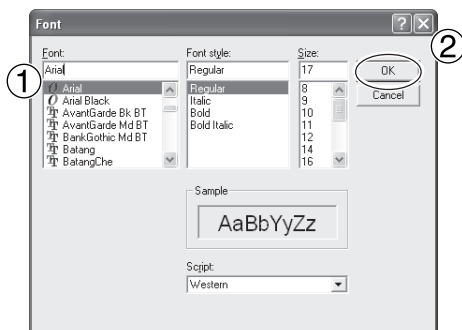 Font
Font: Font style: Size:
Arial Regular 17 OK
Arial Regular 8 Cancel
Arial Black Italic 9
AvantGarde Bk BT Bold 10
AvantGarde Md BT Bold Italic 11
BankGothic Md BT 12
Batang 14
BatangChe 16
Sample
AaBbYyZz
Script:
Western
1
2